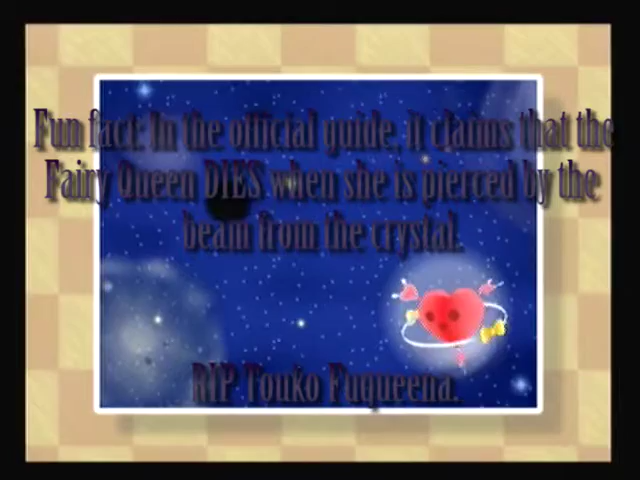 Fun fact: In the official guide, it claims that the
Fairy Queen DIES when she is pierced by the
beam from the crystal.
RIP Touko Fuqueena.